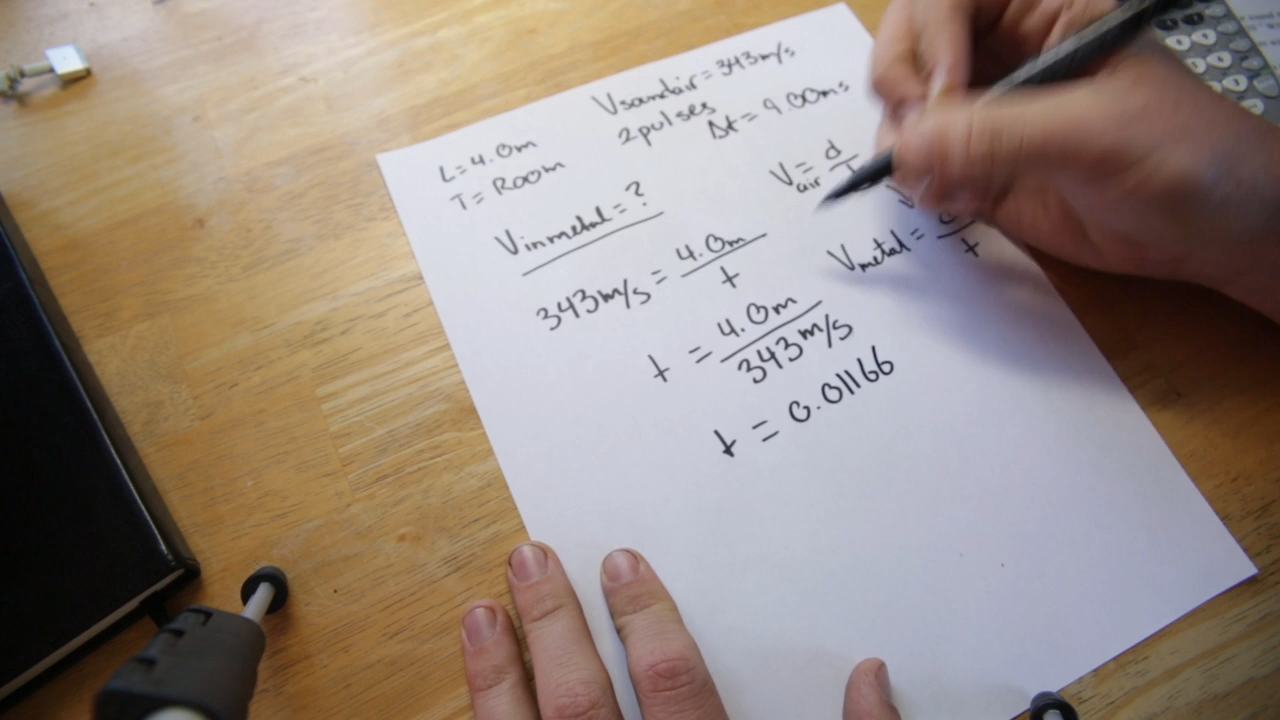 Vsoundair = 343m/s
2pulses
Δt = 9.00ms
L = 4.0m
T = Room
Vair = d
Vinmetal = ?
Vmetal =
t
343m/s = 4.0m
t
t = 4.0m
343m/s
t = 0.01166